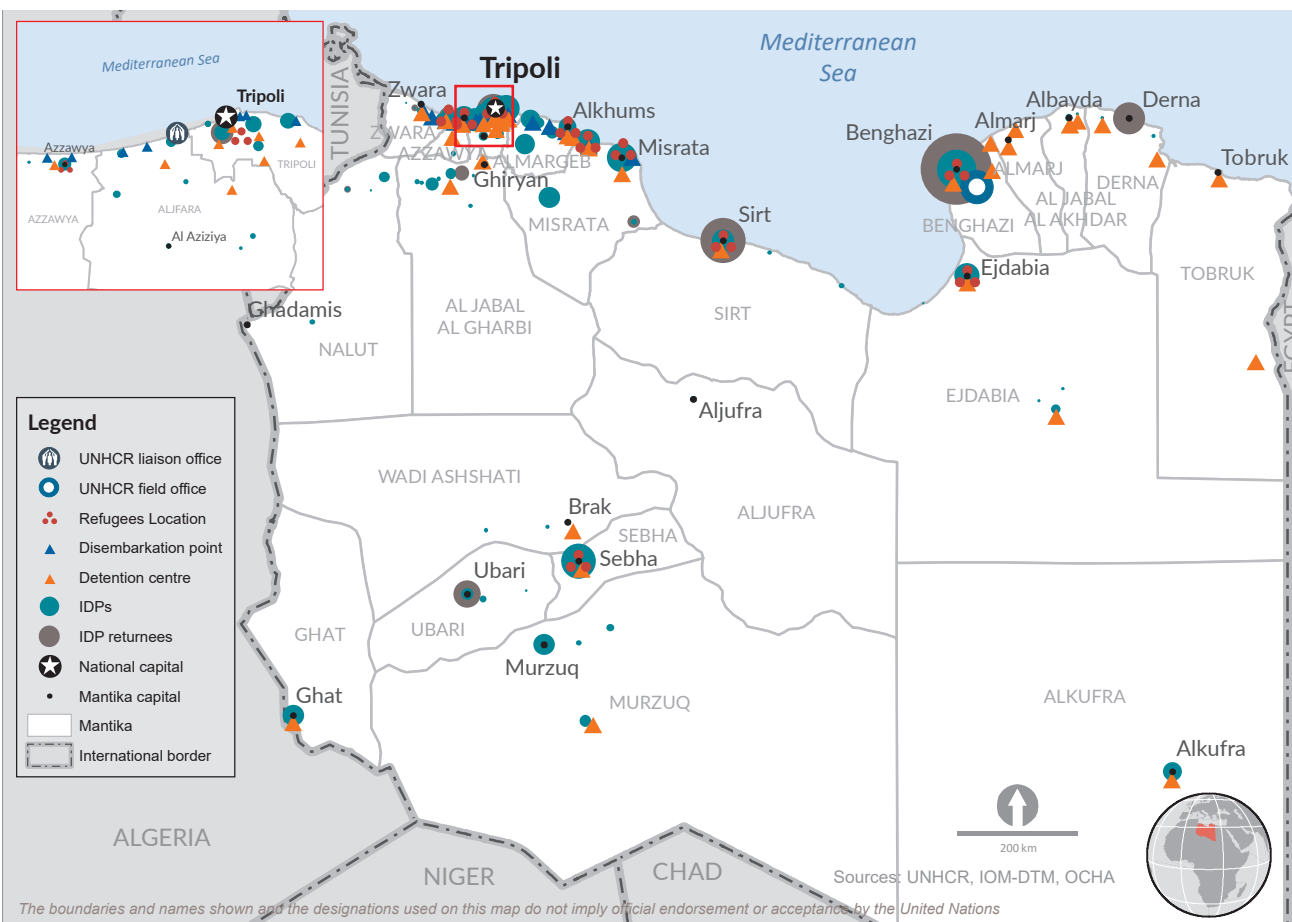 Mediterranean Sea
Tripoli
Azzawya
TRIPOLI
AZZAWYA
ALJFARA
Al Aziziya
Mediterranean
Sea
Tripoli
TUNISIA
Zwara
ZWARA
AZZAWYA
Alkhums
ALMARGEB
Misrata
Ghiryan
MISRATA
Sirt
Benghazi
Almarj
Albayda
Derna
Tobruk
ALMARJ
DERNA
AL JABAL
AL AKHDAR
BENGHAZI
Ejdabia
TOBRUK
EGYPT
Ghadamis
NALUT
AL JABAL
AL GHARBI
SIRT
EJDABIA
Aljufra
WADI ASHSHATI
Brak
SEBHA
ALJUFRA
Sebha
Ubari
UBARI
GHAT
Murzuq
MURZUQ
Ghat
ALKUFRA
Alkufra
Legend
UNHCR liaison office
UNHCR field office
Refugees Location
Disembarkation point
Detention centre
IDPs
IDP returnees
National capital
Mantika capital
Mantika
International border
ALGERIA
NIGER
CHAD
200 km
Sources: UNHCR, IOM-DTM, OCHA
The boundaries and names shown and the designations used on this map do not imply official endorsement or acceptance by the United Nations